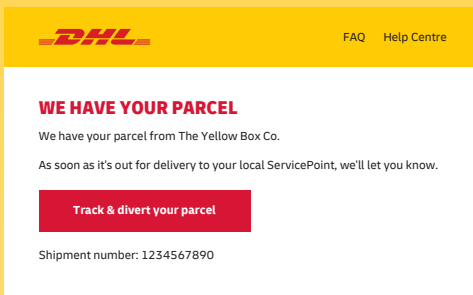 DHL
FAQ Help Centre
WE HAVE YOUR PARCEL
We have your parcel from The Yellow Box Co.
As soon as it's out for delivery to your local ServicePoint, we'll let you know.
Track & divert your parcel
Shipment number: 1234567890